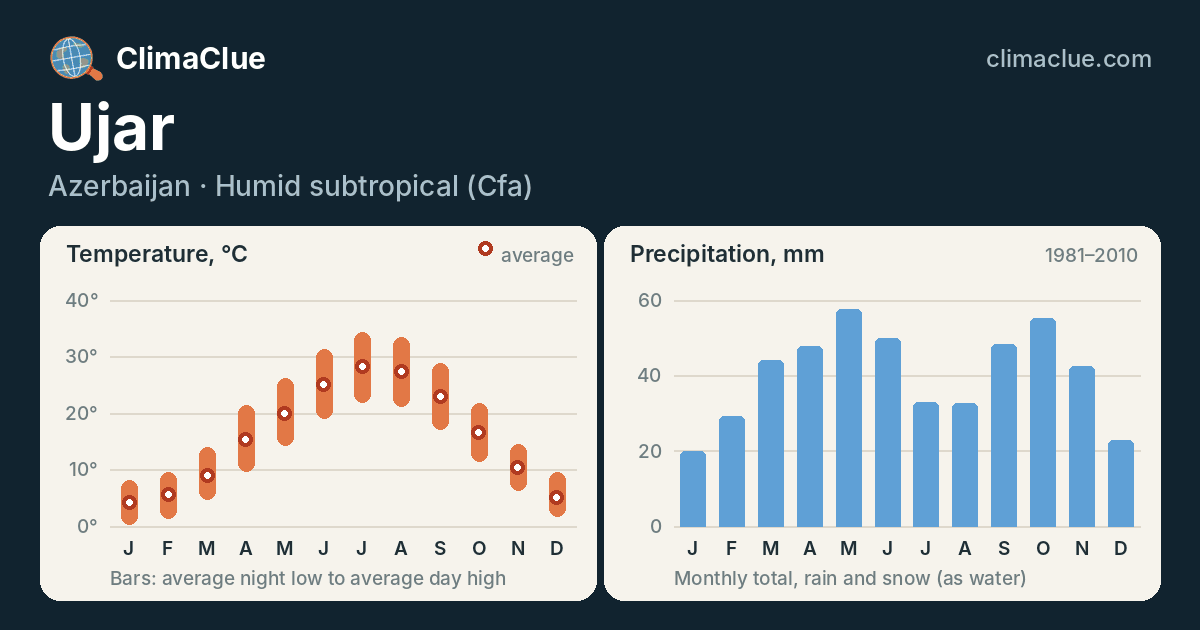 ClimaClue
climaclue.com
Ujar
Azerbaijan · Humid subtropical (Cfa)
Temperature, °C
average
40°
30°
20°
10°
0°
J F M A M J J A S O N D
Bars: average night low to average day high
Precipitation, mm
1981–2010
60
40
20
0
J F M A M J J A S O N D
Monthly total, rain and snow (as water)